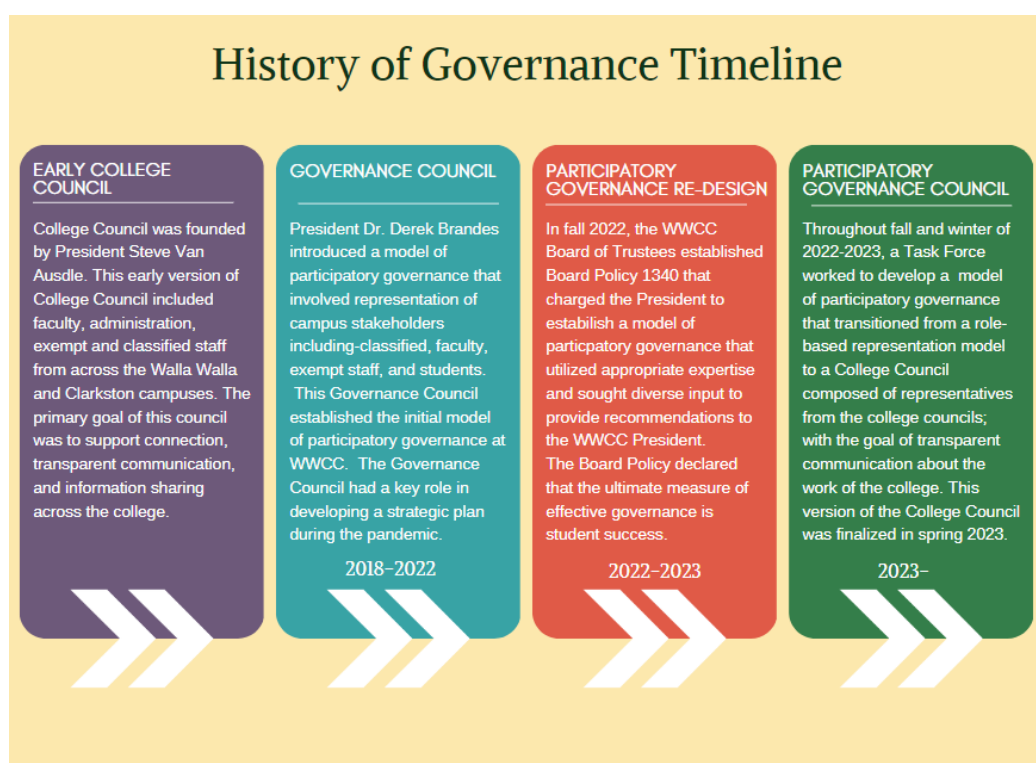 History of Governance Timeline
EARLY COLLEGE
COUNCIL
College Council was founded
by President Steve Van
Ausdle. This early version of
College Council included
faculty, administration,
exempt and classified staff
from across the Walla Walla
and Clarkston campuses. The
primary goal of this council
was to support connection,
transparent communication,
and information sharing
across the college.
GOVERNANCE COUNCIL
President Dr. Derek Brandes
introduced a model of
participatory governance that
involved representation of
campus stakeholders
including-classified, faculty,
exempt staff, and students.
This Governance Council
established the initial model
of participatory governance at
WWCC. The Governance
Council had a key role in
developing a strategic plan
during the pandemic.
2018-2022
PARTICIPATORY
GOVERNANCE RE-DESIGN
In fall 2022, the WWCC
Board of Trustees established
Board Policy 1340 that
charged the President to
estabilish a model of
particpatory governance that
utilized appropriate expertise
and sought diverse input to
provide recommendations to
the WWCC President.
The Board Policy declared
that the ultimate measure of
effective governance is
student success.
2022-2023
PARTICIPATORY
GOVERNANCE COUNCIL
Throughout fall and winter of
2022-2023, a Task Force
worked to develop a model
of participatory governance
that transitioned from a role-
based representation model
to a College Council
composed of representatives
from the college councils;
with the goal of transparent
communication about the
work of the college. This
version of the College Council
was finalized in spring 2023.
2023-